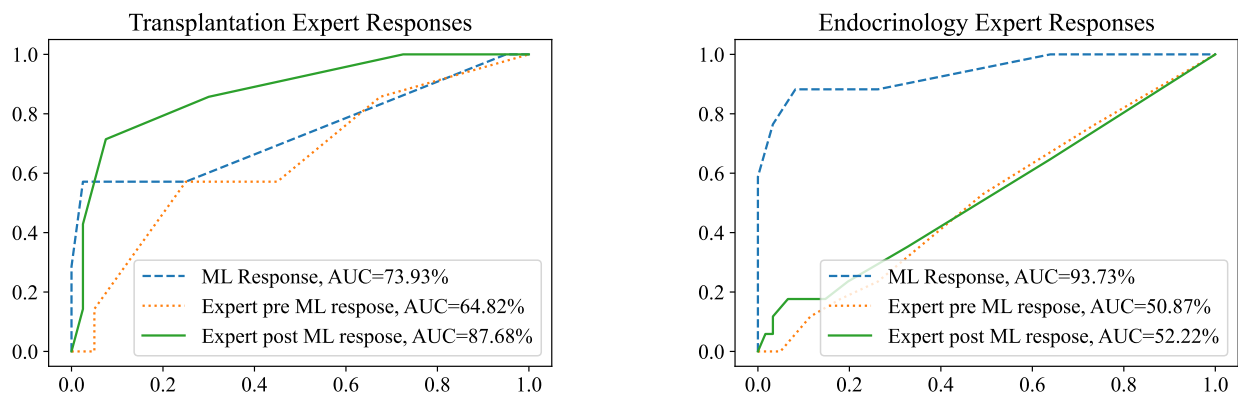 Transplantation Expert Responses
1.0
0.8
0.6
0.4
0.2
0.0
ML Response, AUC=73.93%
Expert pre ML respose, AUC=64.82%
Expert post ML respose, AUC=87.68%
0.0 0.2 0.4 0.6 0.8 1.0
Endocrinology Expert Responses
1.0
0.8
0.6
0.4
0.2
0.0
ML Response, AUC=93.73%
Expert pre ML respose, AUC=50.87%
Expert post ML respose, AUC=52.22%
0.0 0.2 0.4 0.6 0.8 1.0